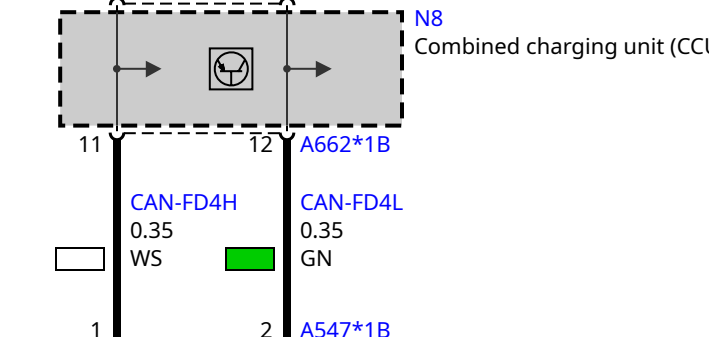 N8
Combined charging unit (CCU
11
12
A662*1B
CAN-FD4H
CAN-FD4L
0.35
0.35
WS
GN
1
2
A547*1B